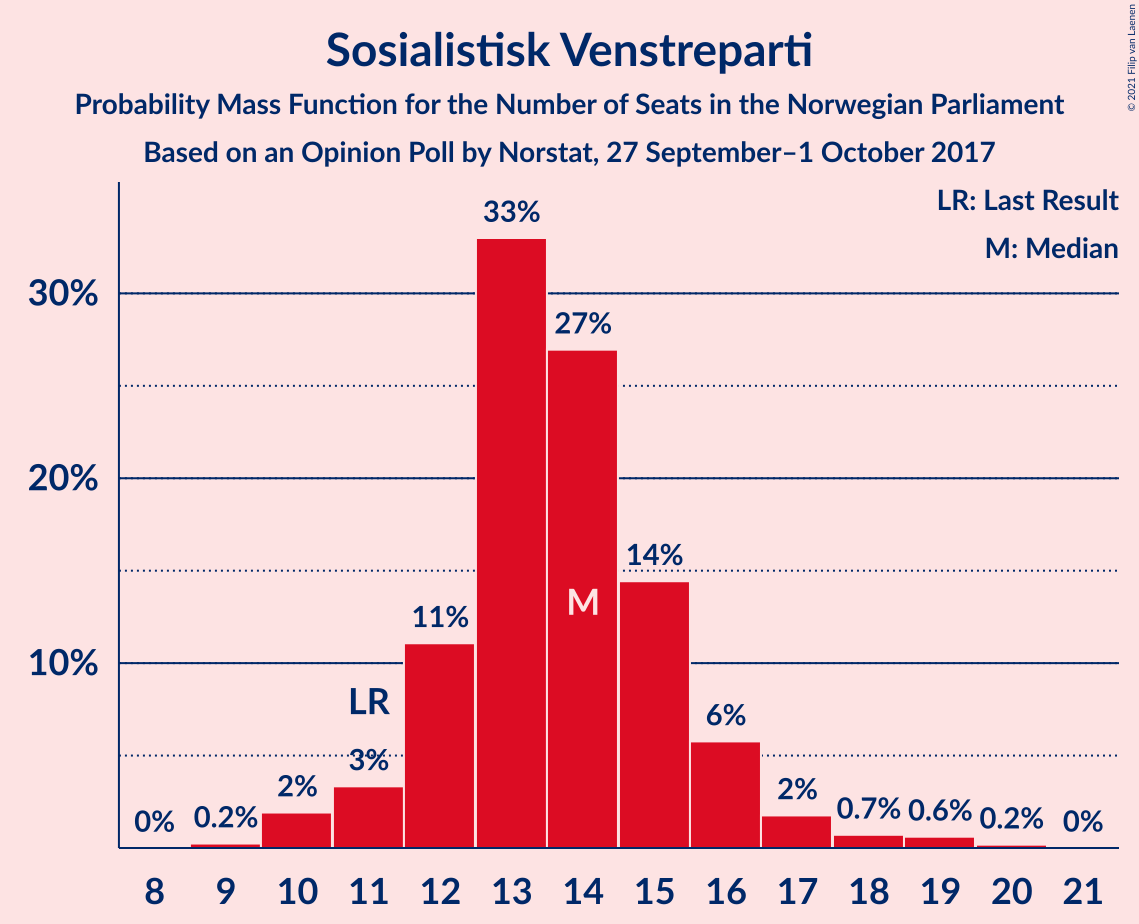 Sosialistisk Venstreparti
Probability Mass Function for the Number of Seats in the Norwegian Parliament
Based on an Opinion Poll by Norstat, 27 September–1 October 2017
© 2021 Filip van Laenen
LR: Last Result
M: Median
30%
20%
10%
0%
0.2%
2%
3%
LR
11%
33%
27%
M
14%
6%
2%
0.7%
0.6%
0.2%
0%
8 9 10 11 12 13 14 15 16 17 18 19 20 21